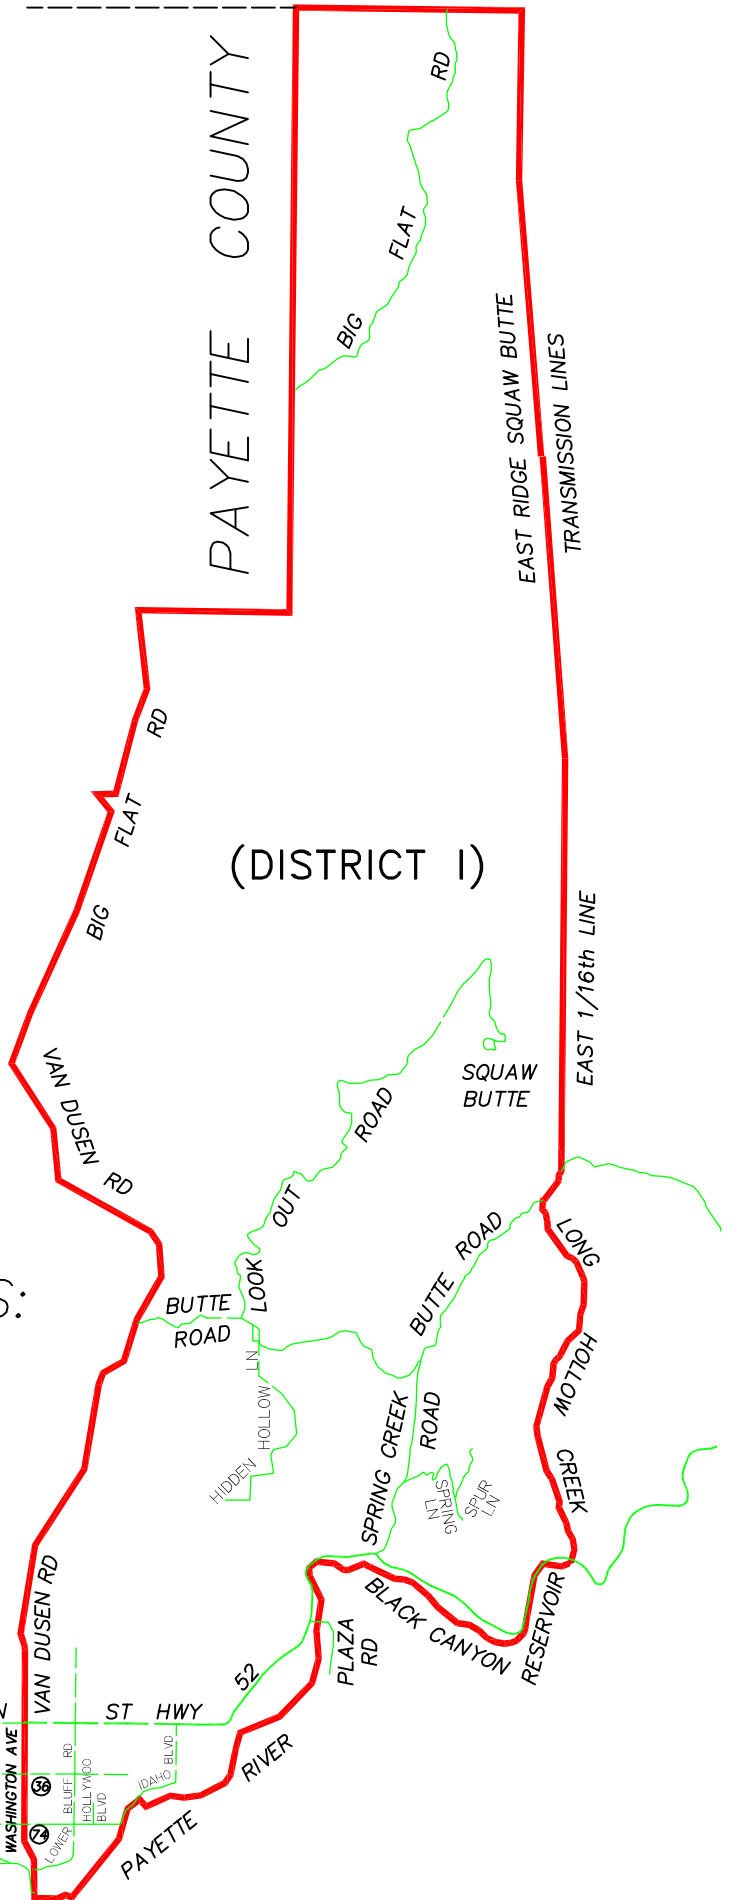 RD
FLAT
BIG
PAYETTE COUNTY
EAST RIDGE SQUAW BUTTE
TRANSMISSION LINES
RD
FLAT
BIG
(DISTRICT I)
EAST 1/16th LINE
VAN DUSEN RD
SQUAW
BUTTE
LOOK OUT ROAD
BUTTE ROAD
LONG HOLLOW CREEK
BUTTE
ROAD
HIDDEN HOLLOW LN
SPRING CREEK
ROAD
SPRING
LN
SPUR
LN
VAN DUSEN RD
BLACK CANYON RESERVOIR
PLAZA
RD
52
ST HWY
WASHINGTON AVE
LOWER BLUFF RD
HOLLYWOO
BLVD
IDAHO BLVD
36
74
PAYETTE RIVER